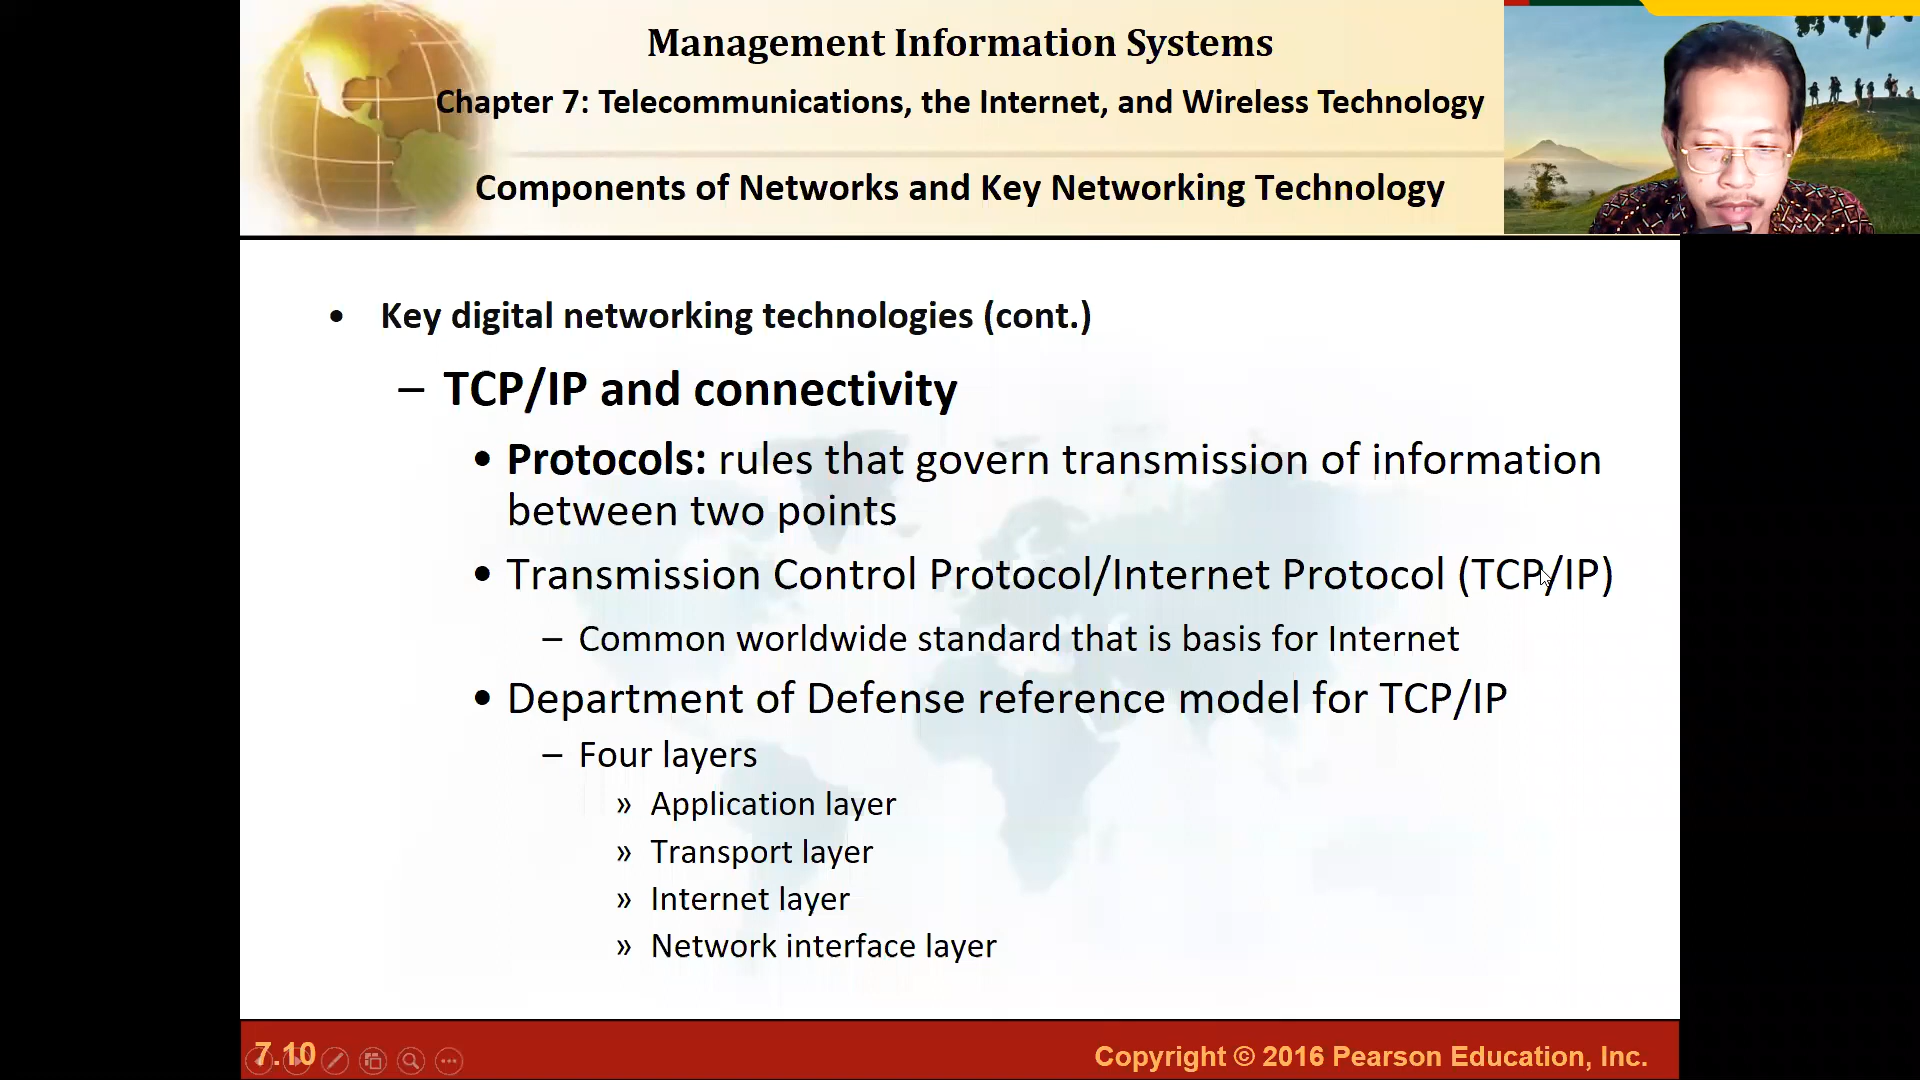 Management Information Systems
Chapter 7: Telecommunications, the Internet, and Wireless Technology
Components of Networks and Key Networking Technology
• Key digital networking technologies (cont.)
– TCP/IP and connectivity
• Protocols: rules that govern transmission of information
between two points
• Transmission Control Protocol/Internet Protocol (TCP/IP)
– Common worldwide standard that is basis for Internet
• Department of Defense reference model for TCP/IP
– Four layers
» Application layer
» Transport layer
» Internet layer
» Network interface layer
7.10
Copyright © 2016 Pearson Education, Inc.